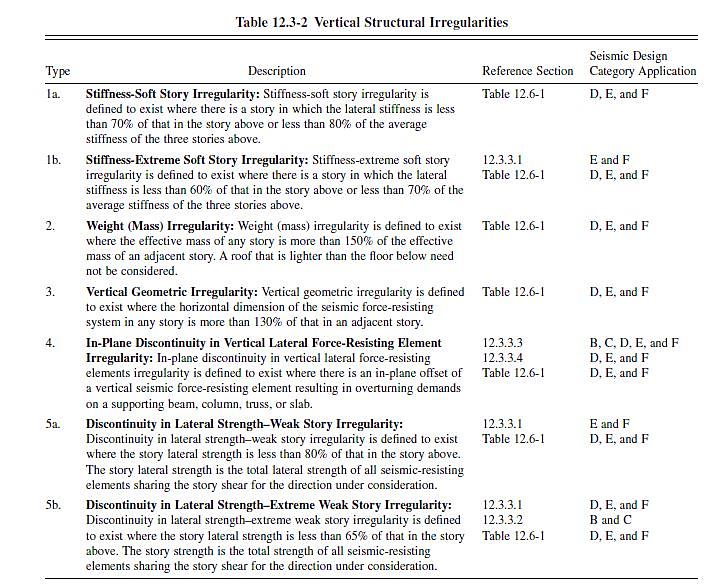 Table 12.3-2 Vertical Structural Irregularities
Type Description Reference Section Seismic Design Category Application
1a. Stiffness-Soft Story Irregularity: Stiffness-soft story irregularity is Table 12.6-1 D, E, and F
defined to exist where there is a story in which the lateral stiffness is less
than 70% of that in the story above or less than 80% of the average
stiffness of the three stories above.
1b. Stiffness-Extreme Soft Story Irregularity: Stiffness-extreme soft story 12.3.3.1 E and F
irregularity is defined to exist where there is a story in which the lateral Table 12.6-1 D, E, and F
stiffness is less than 60% of that in the story above or less than 70% of the
average stiffness of the three stories above.
2. Weight (Mass) Irregularity: Weight (mass) irregularity is defined to exist Table 12.6-1 D, E, and F
where the effective mass of any story is more than 150% of the effective
mass of an adjacent story. A roof that is lighter than the floor below need
not be considered.
3. Vertical Geometric Irregularity: Vertical geometric irregularity is defined Table 12.6-1 D, E, and F
to exist where the horizontal dimension of the seismic force-resisting
system in any story is more than 130% of that in an adjacent story.
4. In-Plane Discontinuity in Vertical Lateral Force-Resisting Element 12.3.3.3 B, C, D, E, and F
Irregularity: In-plane discontinuity in vertical lateral force-resisting 12.3.3.4 D, E, and F
elements irregularity is defined to exist where there is an in-plane offset of Table 12.6-1 D, E, and F
a vertical seismic force-resisting element resulting in overturning demands
on a supporting beam, column, truss, or slab.
5a. Discontinuity in Lateral Strength–Weak Story Irregularity: 12.3.3.1 E and F
Discontinuity in lateral strength–weak story irregularity is defined to exist Table 12.6-1 D, E, and F
where the story lateral strength is less than 80% of that in the story above.
The story lateral strength is the total lateral strength of all seismic-resisting
elements sharing the story shear for the direction under consideration.
5b. Discontinuity in Lateral Strength–Extreme Weak Story Irregularity: 12.3.3.1 D, E, and F
Discontinuity in lateral strength–extreme weak story irregularity is defined 12.3.3.2 B and C
to exist where the story lateral strength is less than 65% of that in the story Table 12.6-1 D, E, and F
above. The story strength is the total strength of all seismic-resisting
elements sharing the story shear for the direction under consideration.